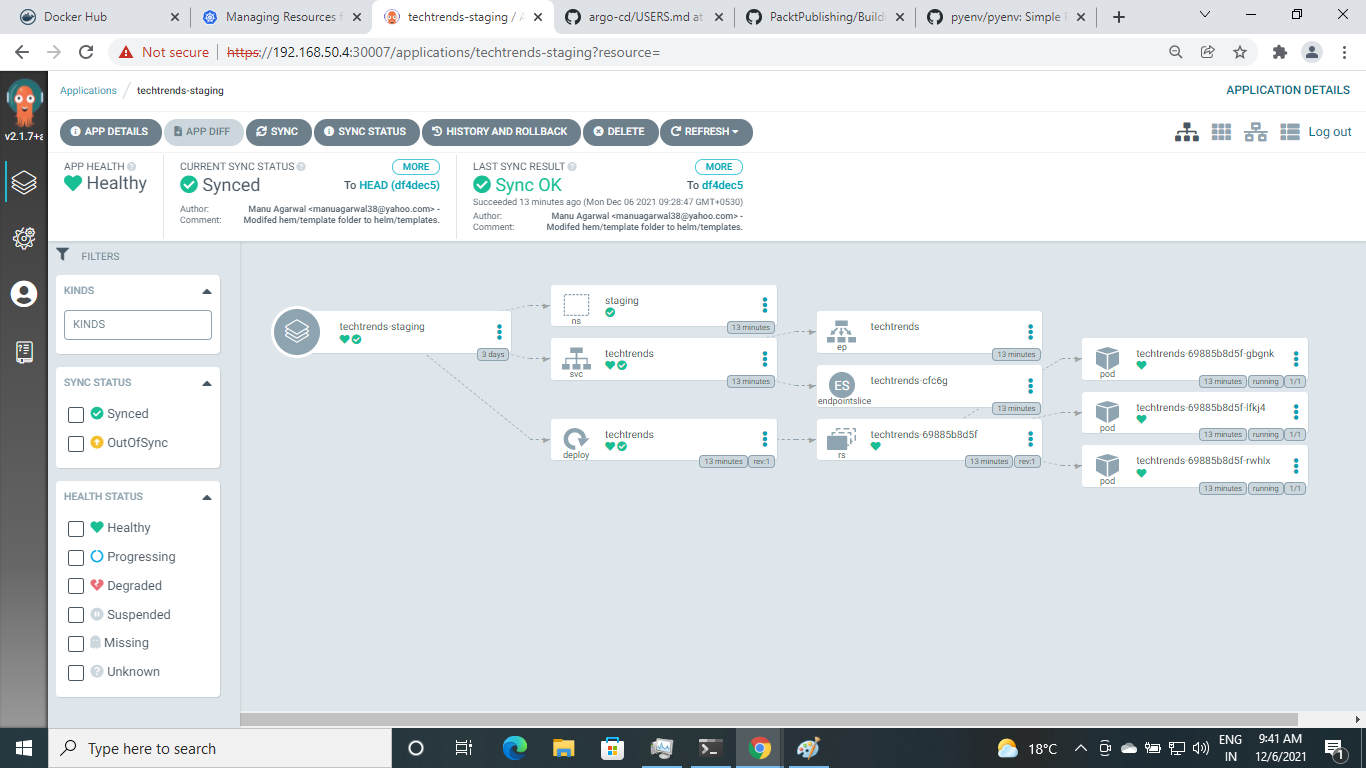 Docker Hub
Managing Resources f
techtrends-staging / A
argo-cd/USERS.md at
PacktPublishing/Build
pyenv/pyenv: Simple P
Not secure
https://192.168.50.4:30007/applications/techtrends-staging?resource=
v2.1.7+
Applications / techtrends-staging
APPLICATION DETAILS
APP DETAILS
APP DIFF
SYNC
SYNC STATUS
HISTORY AND ROLLBACK
DELETE
REFRESH
Log out
APP HEALTH
Healthy
CURRENT SYNC STATUS
MORE
Synced
To HEAD (df4dec5)
Author: Manu Agarwal <manuagarwal38@yahoo.com> -
Comment: Modifed hem/template folder to helm/templates.
LAST SYNC RESULT
MORE
Sync OK
To df4dec5
Succeeded 13 minutes ago (Mon Dec 06 2021 09:28:47 GMT+0530)
Author: Manu Agarwal <manuagarwal38@yahoo.com> -
Comment: Modifed hem/template folder to helm/templates.
FILTERS
KINDS
KINDS
SYNC STATUS
Synced
OutOfSync
HEALTH STATUS
Healthy
Progressing
Degraded
Suspended
Missing
Unknown
techtrends-staging
3 days
staging
ns
13 minutes
techtrends
svc
13 minutes
techtrends
deploy
13 minutes
rev:1
techtrends
ep
13 minutes
ES
techtrends-cfc6g
endpointslice
13 minutes
techtrends-69885b8d5f
rs
13 minutes
rev:1
techtrends-69885b8d5f-gbgnk
pod
13 minutes
running
1/1
techtrends-69885b8d5f-lfkj4
pod
13 minutes
running
1/1
techtrends-69885b8d5f-rwhlx
pod
13 minutes
running
1/1
Type here to search
18°C
ENG
IN
9:41 AM
12/6/2021
1